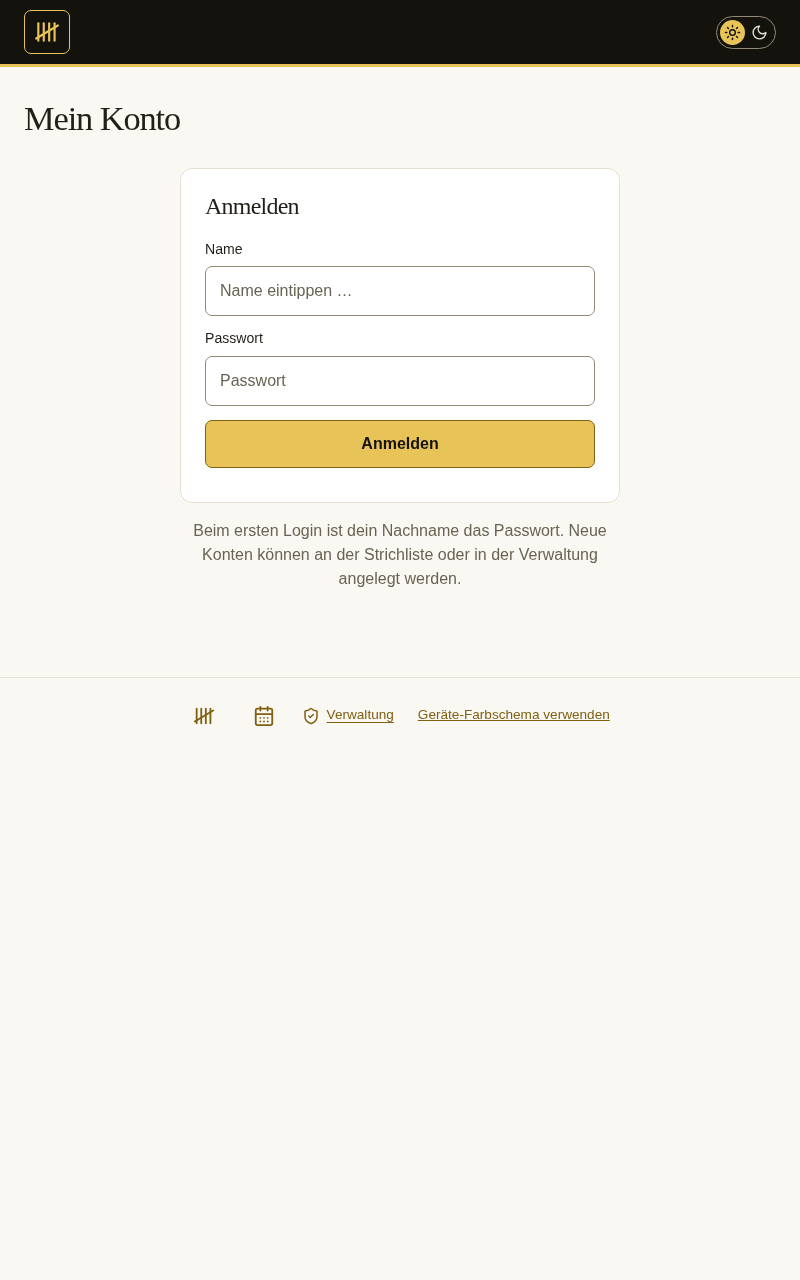 Mein Konto
Anmelden
Name
Name eintippen …
Passwort
Passwort
Anmelden
Beim ersten Login ist dein Nachname das Passwort. Neue
Konten können an der Strichliste oder in der Verwaltung
angelegt werden.
Verwaltung
Geräte-Farbschema verwenden